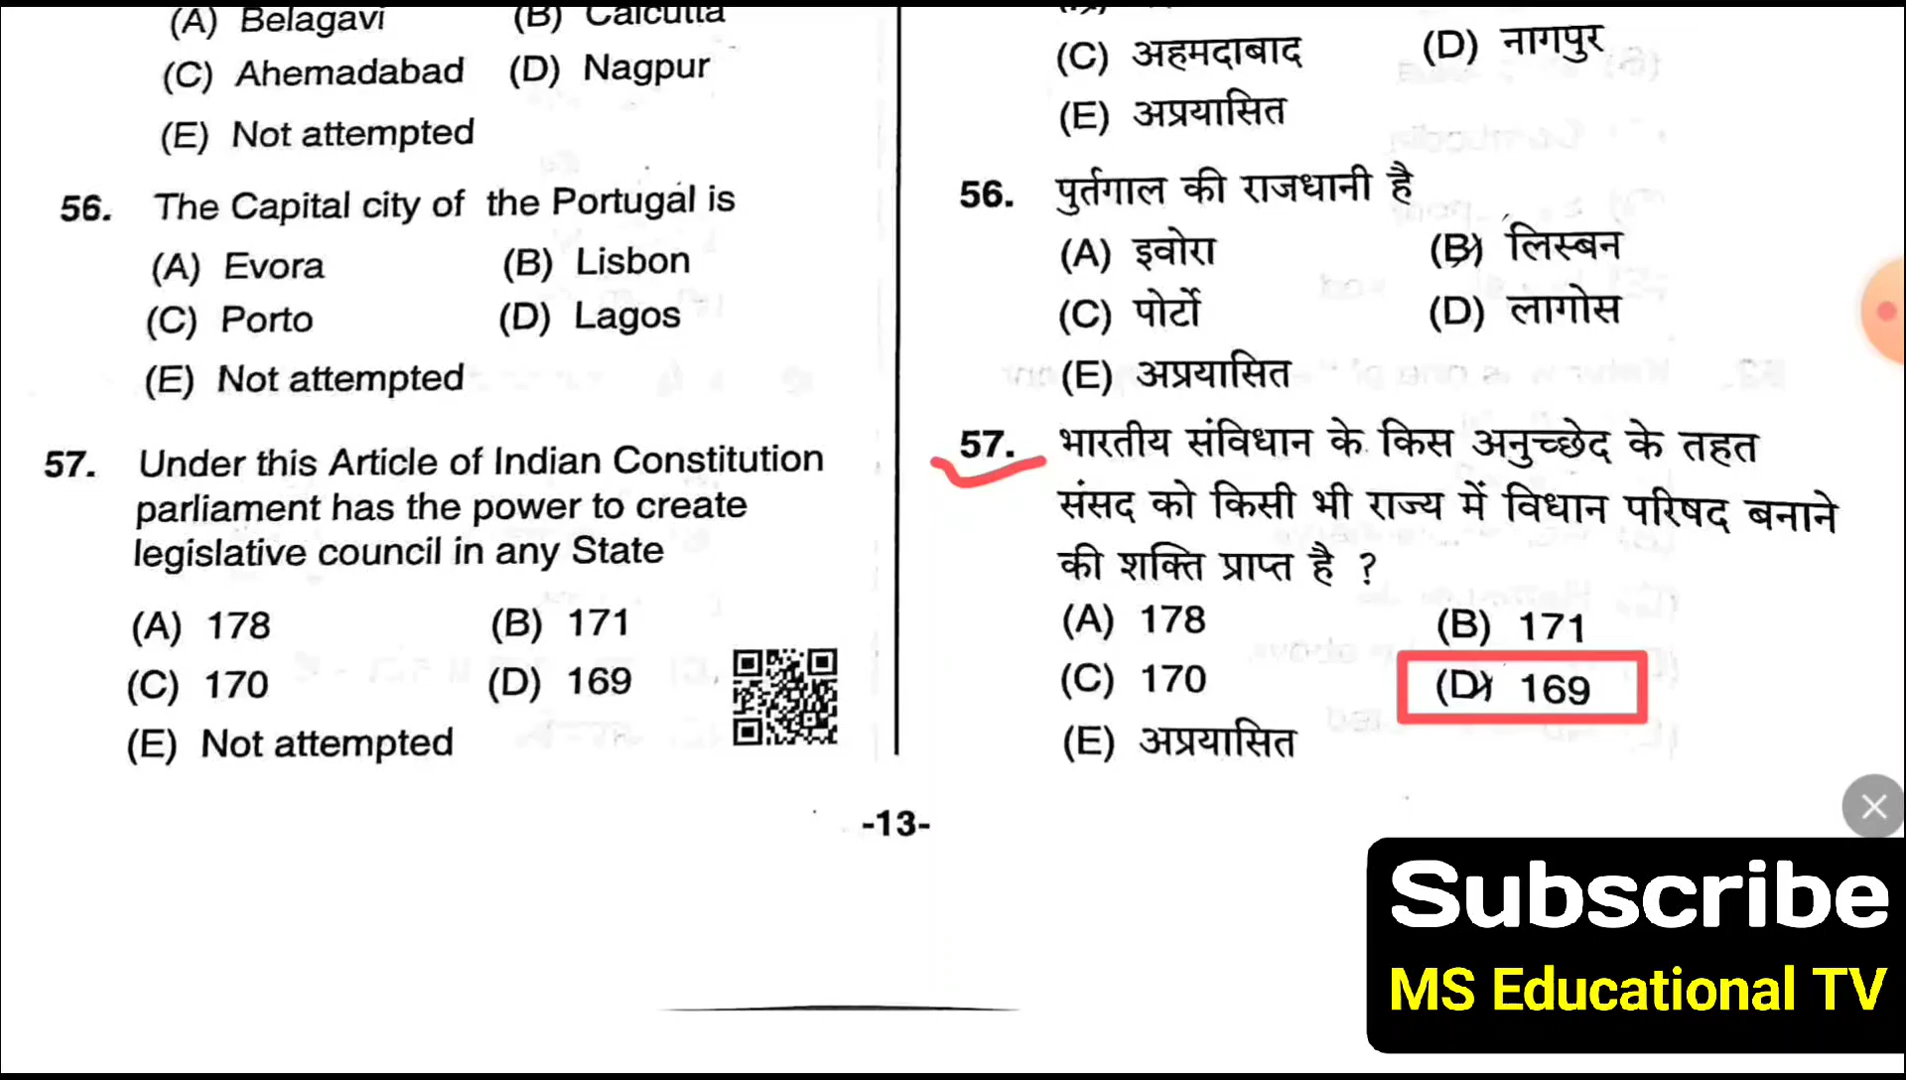 (A) Belagavi (B) Calcutta
(C) Ahemadabad (D) Nagpur
(E) Not attempted
56. The Capital city of the Portugal is
(A) Evora (B) Lisbon
(C) Porto (D) Lagos
(E) Not attempted
57. Under this Article of Indian Constitution
parliament has the power to create
legislative council in any State
(A) 178 (B) 171
(C) 170 (D) 169
(E) Not attempted
(C) अहमदाबाद (D) नागपुर
(E) अप्रयासित
56. पुर्तगाल की राजधानी है
(A) इवोरा (B) लिस्बन
(C) पोर्टो (D) लागोस
(E) अप्रयासित
57. भारतीय संविधान के किस अनुच्छेद के तहत
संसद को किसी भी राज्य में विधान परिषद बनाने
की शक्ति प्राप्त है ?
(A) 178 (B) 171
(C) 170 (D) 169
(E) अप्रयासित
-13-
Subscribe
MS Educational TV